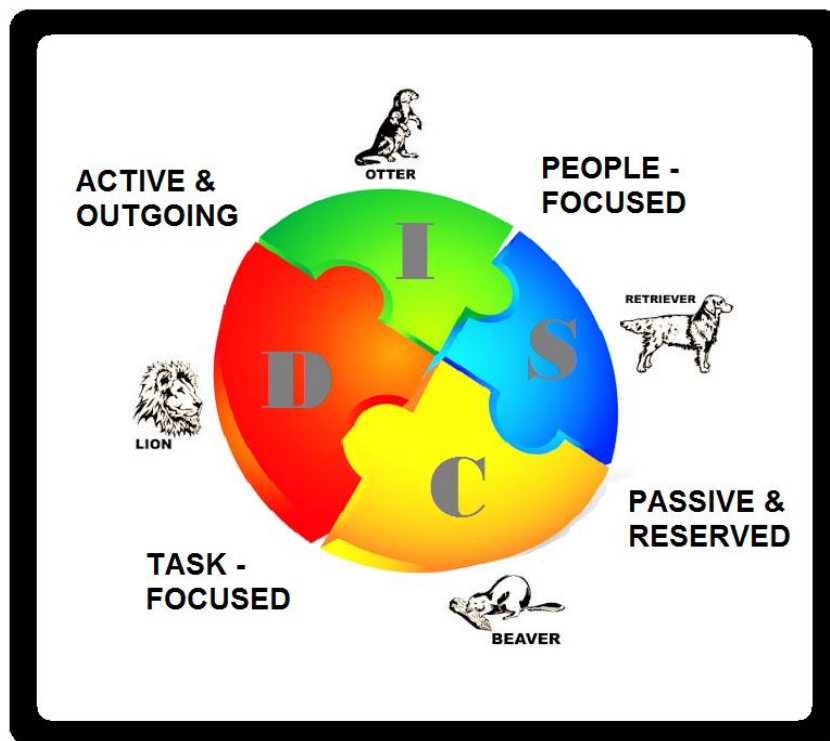 OTTER
ACTIVE &
OUTGOING
PEOPLE -
FOCUSED
I
RETRIEVER
S
D
LION
C
PASSIVE &
RESERVED
TASK -
FOCUSED
BEAVER